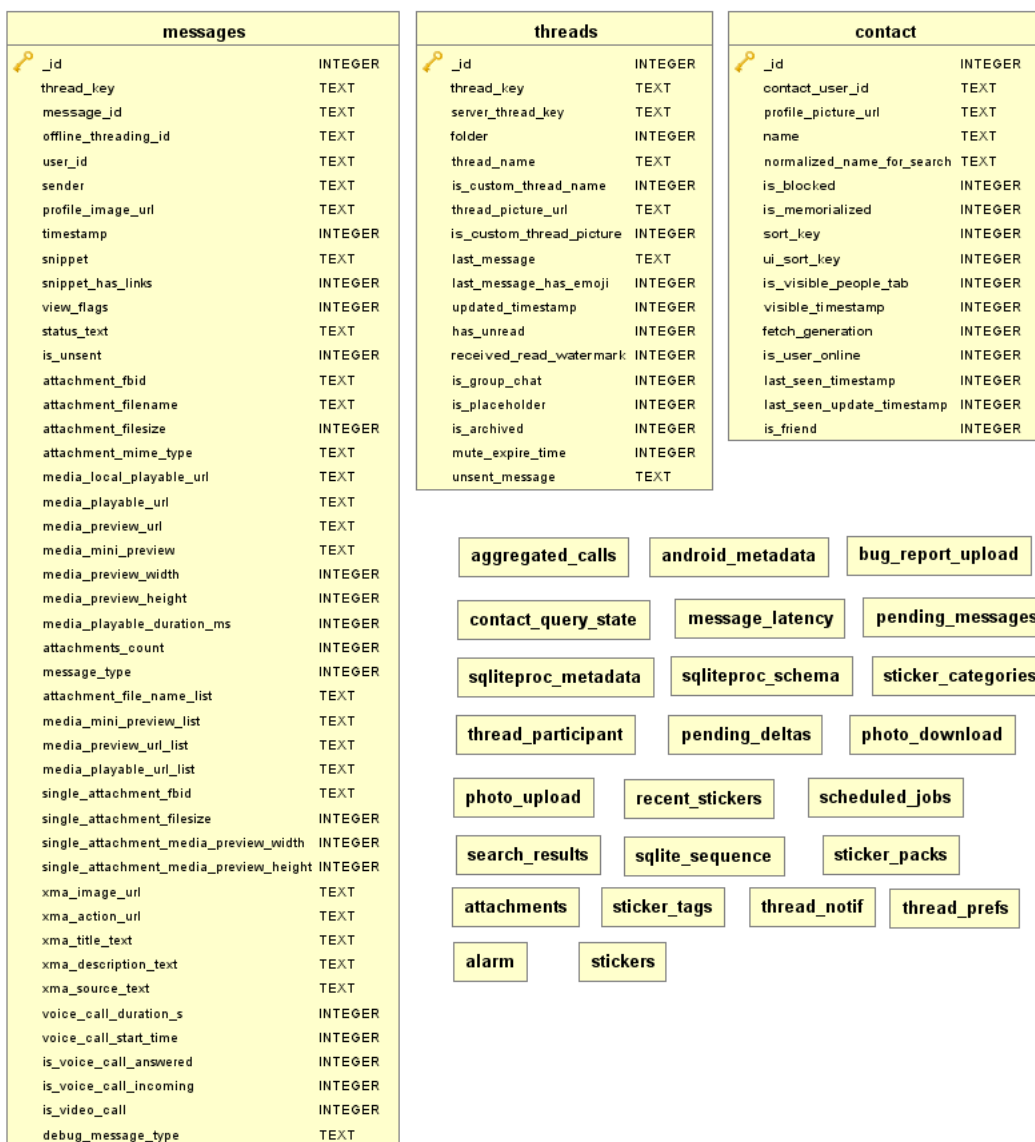 messages
_id INTEGER
thread_key TEXT
message_id TEXT
offline_threading_id TEXT
user_id TEXT
sender TEXT
profile_image_url TEXT
timestamp INTEGER
snippet TEXT
snippet_has_links INTEGER
view_flags INTEGER
status_text TEXT
is_unsent INTEGER
attachment_fbid TEXT
attachment_filename TEXT
attachment_filesize INTEGER
attachment_mime_type TEXT
media_local_playable_url TEXT
media_playable_url TEXT
media_preview_url TEXT
media_mini_preview TEXT
media_preview_width INTEGER
media_preview_height INTEGER
media_playable_duration_ms INTEGER
attachments_count INTEGER
message_type INTEGER
attachment_file_name_list TEXT
media_mini_preview_list TEXT
media_preview_url_list TEXT
media_playable_url_list TEXT
single_attachment_fbid TEXT
single_attachment_filesize INTEGER
single_attachment_media_preview_width INTEGER
single_attachment_media_preview_height INTEGER
xma_image_url TEXT
xma_action_url TEXT
xma_title_text TEXT
xma_description_text TEXT
xma_source_text TEXT
voice_call_duration_s INTEGER
voice_call_start_time INTEGER
is_voice_call_answered INTEGER
is_voice_call_incoming INTEGER
is_video_call INTEGER
debug_message_type TEXT
threads
_id INTEGER
thread_key TEXT
server_thread_key TEXT
folder INTEGER
thread_name TEXT
is_custom_thread_name INTEGER
thread_picture_url TEXT
is_custom_thread_picture INTEGER
last_message TEXT
last_message_has_emoji INTEGER
updated_timestamp INTEGER
has_unread INTEGER
received_read_watermark INTEGER
is_group_chat INTEGER
is_placeholder INTEGER
is_archived INTEGER
mute_expire_time INTEGER
unsent_message TEXT
contact
_id INTEGER
contact_user_id TEXT
profile_picture_url TEXT
name TEXT
normalized_name_for_search TEXT
is_blocked INTEGER
is_memorialized INTEGER
sort_key INTEGER
ui_sort_key INTEGER
is_visible_people_tab INTEGER
visible_timestamp INTEGER
fetch_generation INTEGER
is_user_online INTEGER
last_seen_timestamp INTEGER
last_seen_update_timestamp INTEGER
is_friend INTEGER
aggregated_calls android_metadata bug_report_upload
contact_query_state message_latency pending_messages
sqliteproc_metadata sqliteproc_schema sticker_categories
thread_participant pending_deltas photo_download
photo_upload recent_stickers scheduled_jobs
search_results sqlite_sequence sticker_packs
attachments sticker_tags thread_notif thread_prefs
alarm stickers